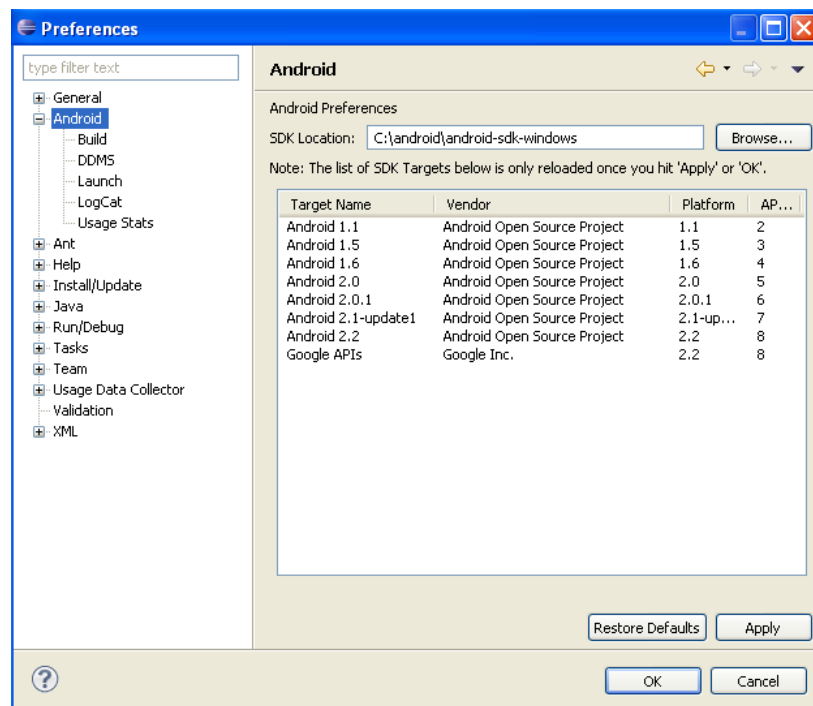 Preferences
type filter text
General
Android
Build
DDMS
Launch
LogCat
Usage Stats
Ant
Help
Install/Update
Java
Run/Debug
Tasks
Team
Usage Data Collector
Validation
XML
Android
Android Preferences
SDK Location: C:\android\android-sdk-windows Browse...
Note: The list of SDK Targets below is only reloaded once you hit 'Apply' or 'OK'.
Target Name Vendor Platform AP...
Android 1.1 Android Open Source Project 1.1 2
Android 1.5 Android Open Source Project 1.5 3
Android 1.6 Android Open Source Project 1.6 4
Android 2.0 Android Open Source Project 2.0 5
Android 2.0.1 Android Open Source Project 2.0.1 6
Android 2.1-update1 Android Open Source Project 2.1-up... 7
Android 2.2 Android Open Source Project 2.2 8
Google APIs Google Inc. 2.2 8
Restore Defaults Apply
? OK Cancel